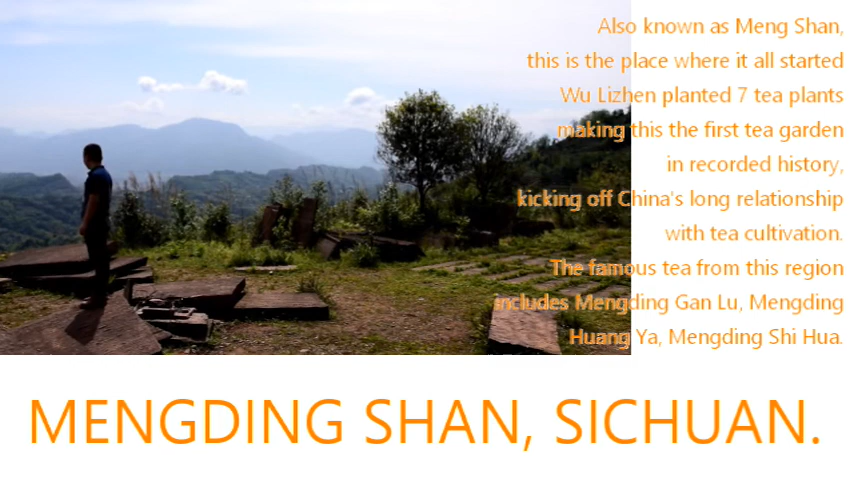 Also known as Meng Shan,
this is the place where it all started
Wu Lizhen planted 7 tea plants
making this the first tea garden
in recorded history,
kicking off China's long relationship
with tea cultivation.
The famous tea from this region
includes Mengding Gan Lu, Mengding
Huang Ya, Mengding Shi Hua.
MENGDING SHAN, SICHUAN.